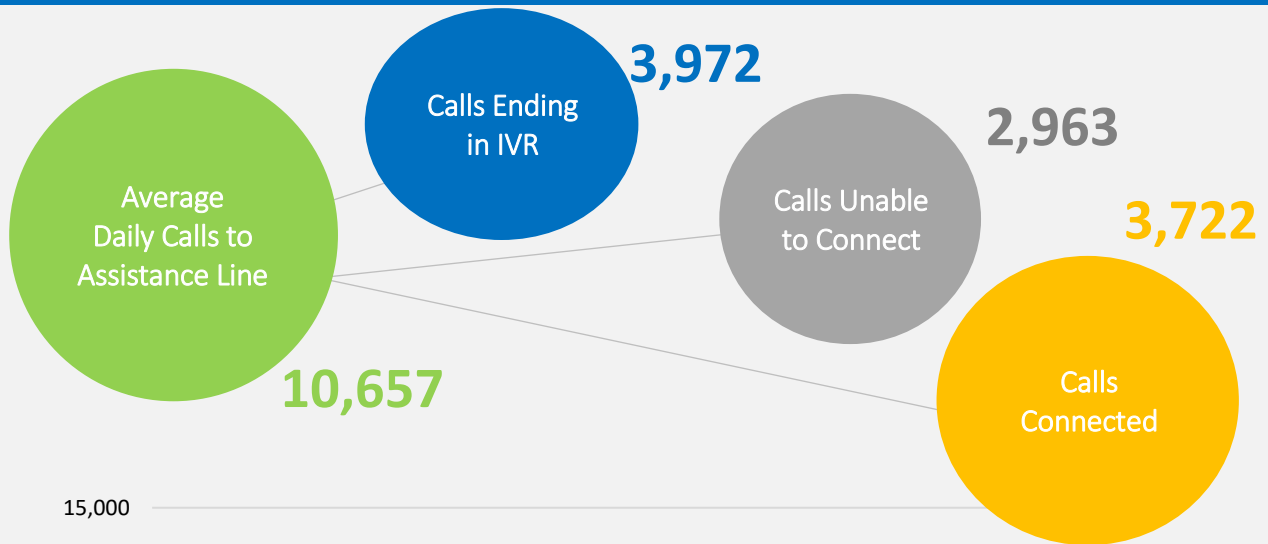 Average
Daily Calls to
Assistance Line
10,657
Calls Ending
in IVR
3,972
Calls Unable
to Connect
2,963
Calls
Connected
3,722
15,000